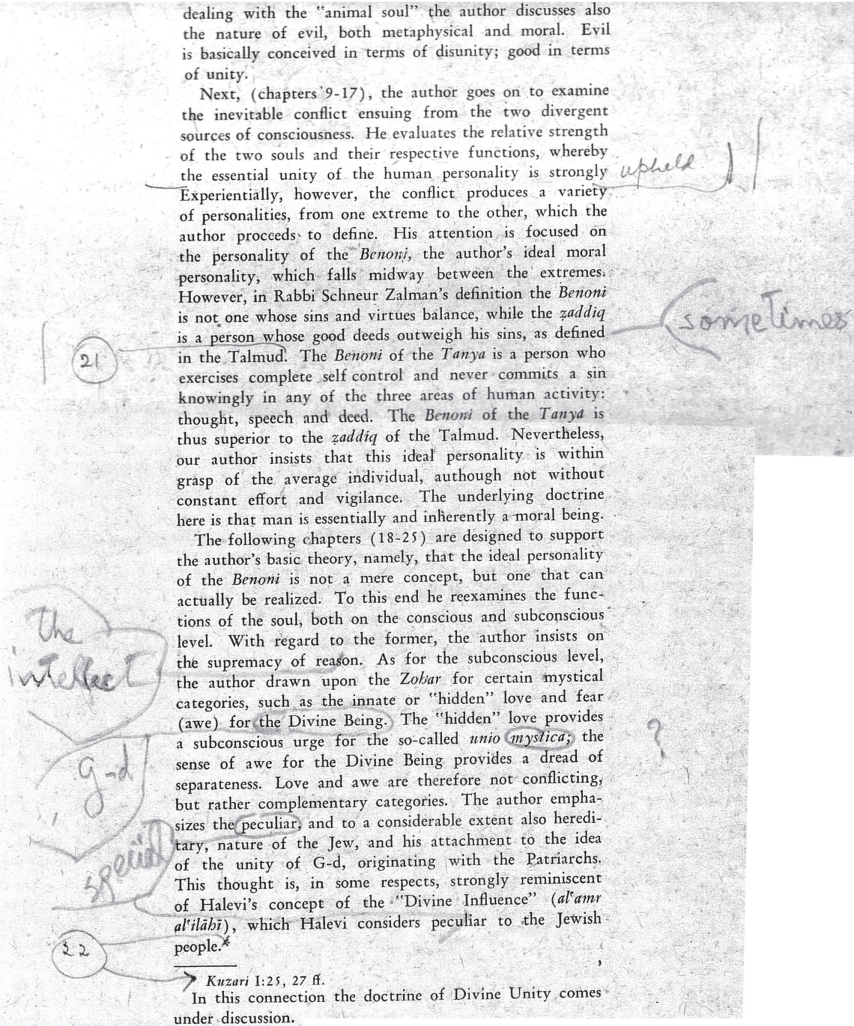 dealing with the "animal soul" the author discusses also
the nature of evil, both metaphysical and moral. Evil
is basically conceived in terms of disunity; good in terms
of unity.
Next, (chapters 9-17), the author goes on to examine
the inevitable conflict ensuing from the two divergent
sources of consciousness. He evaluates the relative strength
of the two souls and their respective functions, whereby
the essential unity of the human personality is strongly
upheld
Experientially, however, the conflict produces a variety
of personalities, from one extreme to the other, which the
author proceeds to define. His attention is focused on
the personality of the Benoni, the author's ideal moral
personality, which falls midway between the extremes.
However, in Rabbi Schneur Zalman's definition the Benoni
is not one whose sins and virtues balance, while the zaddiq
sometimes
is a person whose good deeds outweigh his sins, as defined
21
in the Talmud. The Benoni of the Tanya is a person who
exercises complete self control and never commits a sin
knowingly in any of the three areas of human activity:
thought, speech and deed. The Benoni of the Tanya is
thus superior to the zaddiq of the Talmud. Nevertheless,
our author insists that this ideal personality is within
grasp of the average individual, authough not without
constant effort and vigilance. The underlying doctrine
here is that man is essentially and inherently a moral being.
The following chapters (18-25) are designed to support
the author's basic theory, namely, that the ideal personality
of the Benoni is not a mere concept, but one that can
actually be realized. To this end he reexamines the func-
tions of the soul, both on the conscious and subconscious
level. With regard to the former, the author insists on
the
intellect
the supremacy of reason. As for the subconscious level,
the author drawn upon the Zohar for certain mystical
categories, such as the innate or "hidden" love and fear
(awe) for the Divine Being. The "hidden" love provides
a subconscious urge for the so-called unio mystica; the
?
G-d
sense of awe for the Divine Being provides a dread of
separateness. Love and awe are therefore not conflicting,
but rather complementary categories. The author empha-
sizes the peculiar, and to a considerable extent also heredi-
special
tary, nature of the Jew, and his attachment to the idea
of the unity of G-d, originating with the Patriarchs.
This thought is, in some respects, strongly reminiscent
of Halevi's concept of the "Divine Influence" (al'amr
al'ilāhī), which Halevi considers peculiar to the Jewish
people.*
22
Kuzari I:25, 27 ff.
In this connection the doctrine of Divine Unity comes
under discussion.